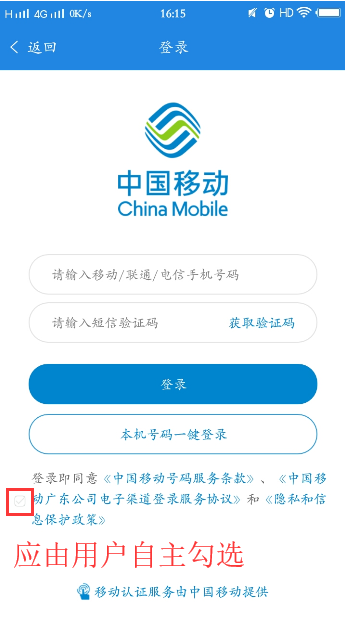 H 4G 0K/s 16:15 HD
返回 登录
中国移动
China Mobile
请输入移动/联通/电信手机号码
请输入短信验证码 获取验证码
登录
本机号码一键登录
登录即同意《中国移动号码服务条款》、《中国移
动广东公司电子渠道登录服务协议》和《隐私和信
息保护政策》
应由用户自主勾选
移动认证服务由中国移动提供